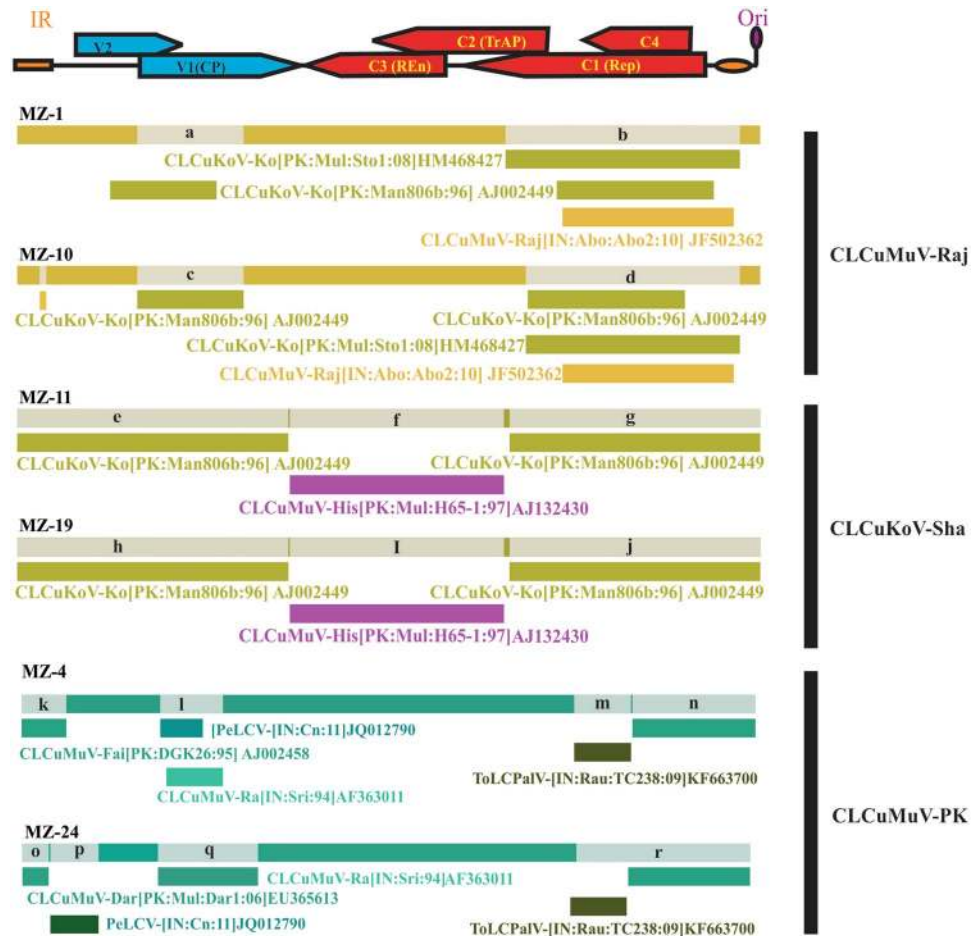 IR
Ori
V2
C2 (TrAP)
C4
V1(CP)
C3 (REn)
C1 (Rep)
MZ-1
a
b
CLCuKoV-Ko[PK:Mul:Sto1:08]HM468427
CLCuKoV-Ko[PK:Man806b:96] AJ002449
CLCuMuV-Raj[IN:Abo:Abo2:10] JF502362
CLCuMuV-Raj
MZ-10
c
d
CLCuKoV-Ko[PK:Man806b:96] AJ002449
CLCuKoV-Ko[PK:Man806b:96] AJ002449
CLCuKoV-Ko[PK:Mul:Sto1:08]HM468427
CLCuMuV-Raj[IN:Abo:Abo2:10] JF502362
MZ-11
e
f
g
CLCuKoV-Ko[PK:Man806b:96] AJ002449
CLCuKoV-Ko[PK:Man806b:96] AJ002449
CLCuMuV-His[PK:Mul:H65-1:97]AJ132430
CLCuKoV-Sha
MZ-19
h
I
j
CLCuKoV-Ko[PK:Man806b:96] AJ002449
CLCuKoV-Ko[PK:Man806b:96] AJ002449
CLCuMuV-His[PK:Mul:H65-1:97]AJ132430
MZ-4
k
l
m
n
[PeLCV-[IN:Cn:11]JQ012790
CLCuMuV-Fai[PK:DGK26:95] AJ002458
ToLCPalV-[IN:Rau:TC238:09]KF663700
CLCuMuV-Ra[IN:Sri:94]AF363011
CLCuMuV-PK
MZ-24
o
p
q
r
CLCuMuV-Ra[IN:Sri:94]AF363011
CLCuMuV-Dar[PK:Mul:Dar1:06]EU365613
PeLCV-[IN:Cn:11]JQ012790
ToLCPalV-[IN:Rau:TC238:09]KF663700